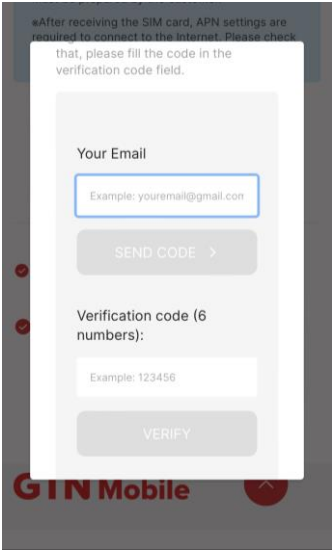 ※After receiving the SIM card, APN settings are
required to connect to the Internet. Please check
that, please fill the code in the
verification code field.
Your Email
Example: youremail@gmail.com
SEND CODE >
Verification code (6
numbers):
Example: 123456
VERIFY
GTN Mobile